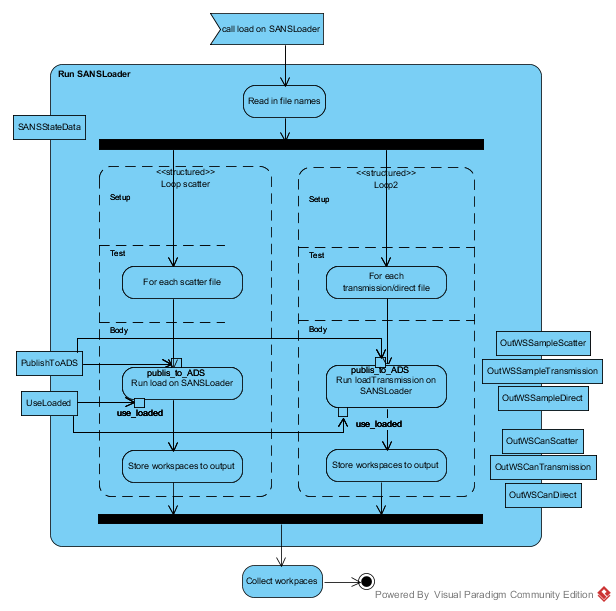 call load on SANSLoader
Run SANSLoader
Read in file names
SANSStateData
<<structured>>
Loop scatter
Setup
Test
For each scatter file
Body
publis_to_ADS
Run load on SANSLoader
use_loaded
Store workspaces to output
<<structured>>
Loop2
Setup
Test
For each
transmission/direct file
Body
publis_to_ADS
Run loadTransmission on
SANSLoader
use_loaded
Store workspaces to output
PublishToADS
UseLoaded
OutWSSampleScatter
OutWSSampleTransmission
OutWSSampleDirect
OutWSCanScatter
OutWSCanTransmission
OutWSCanDirect
Collect workpaces
Powered By Visual Paradigm Community Edition